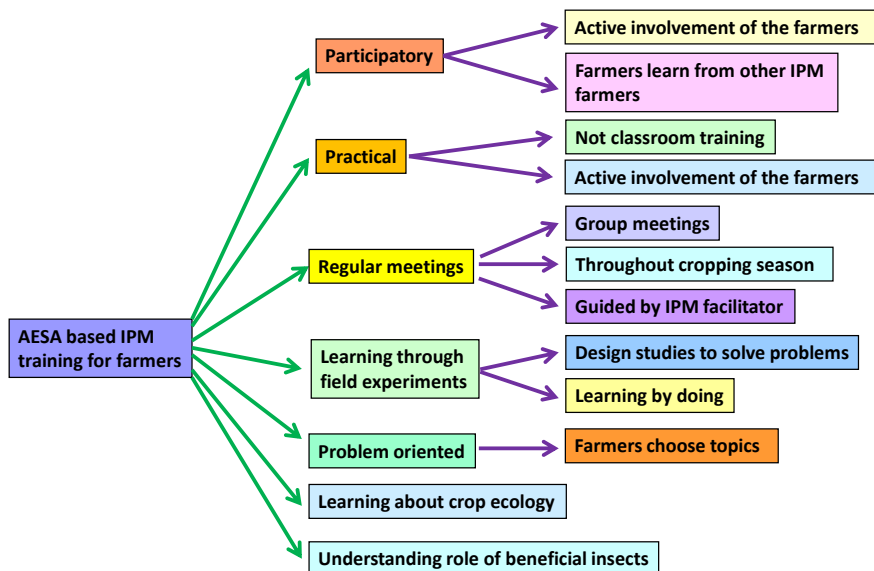 AESA based IPM
training for farmers
Participatory
Active involvement of the farmers
Farmers learn from other IPM
farmers
Practical
Not classroom training
Active involvement of the farmers
Regular meetings
Group meetings
Throughout cropping season
Guided by IPM facilitator
Learning through
field experiments
Design studies to solve problems
Learning by doing
Problem oriented
Farmers choose topics
Learning about crop ecology
Understanding role of beneficial insects